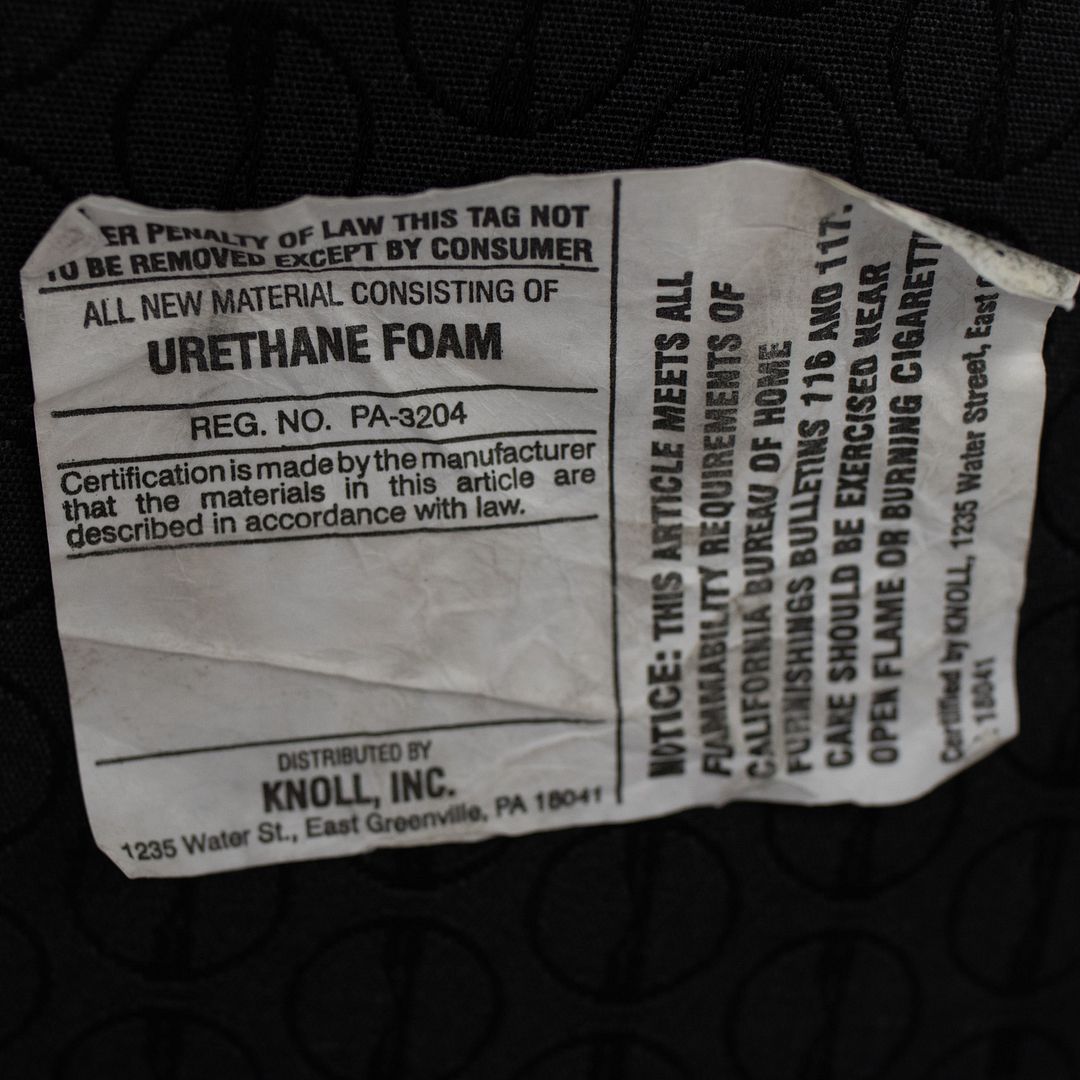 ER PENALTY OF LAW THIS TAG NOT
TO BE REMOVED EXCEPT BY CONSUMER
ALL NEW MATERIAL CONSISTING OF
URETHANE FOAM
REG. NO. PA-3204
Certification is made by the manufacturer
that the materials in this article are
described in accordance with law.
DISTRIBUTED BY
KNOLL, INC.
1235 Water St., East Greenville, PA 18041
NOTICE: THIS ARTICLE MEETS ALL
FLAMMABILITY REQUIREMENTS OF
CALIFORNIA BUREAU OF HOME
FURNISHINGS BULLETINS 116 AND 117.
CARE SHOULD BE EXERCISED NEAR
OPEN FLAME OR BURNING CIGARETT
Certified by KNOLL, 1235 Water Street, East
18041